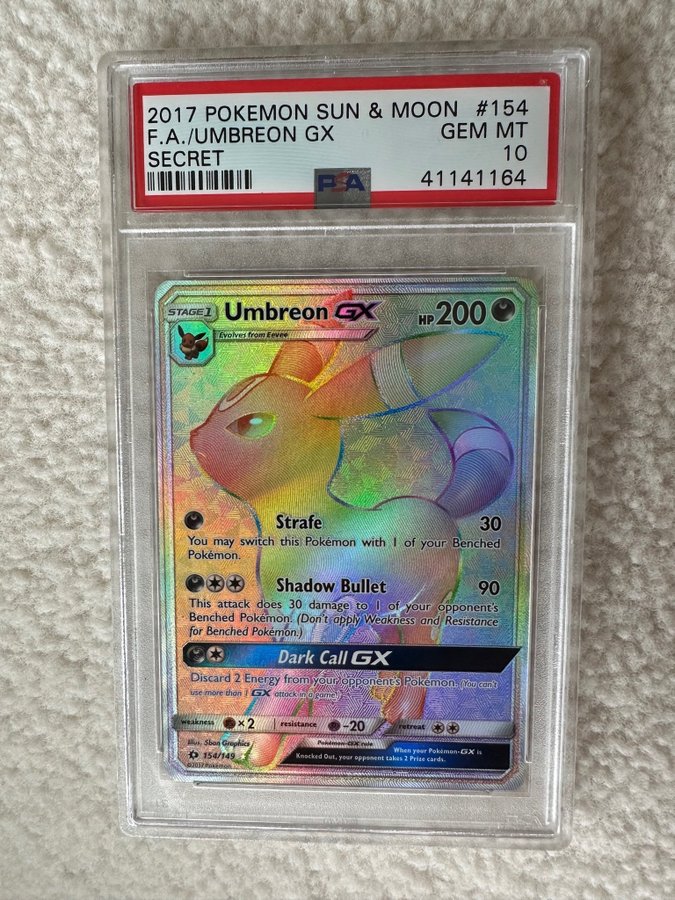 2017 POKEMON SUN & MOON #154
F.A./UMBREON GX GEM MT
SECRET 10
PSA 41141164
STAGE 1 Umbreon GX HP 200
Evolves from Eevee
Strafe 30
You may switch this Pokémon with 1 of your Benched
Pokémon.
Shadow Bullet 90
This attack does 30 damage to 1 of your opponent's
Benched Pokémon. (Don't apply Weakness and Resistance
for Benched Pokémon.)
Dark Call GX
Discard 2 Energy from your opponent's Pokémon. (You can't
use more than 1 GX attack in a game.)
weakness ×2 resistance -20 retreat
Illus. 5ban Graphics
Pokémon-GX rule
When your Pokémon-GX is
Knocked Out, your opponent takes 2 Prize cards.
154/149
©2017 Pokémon